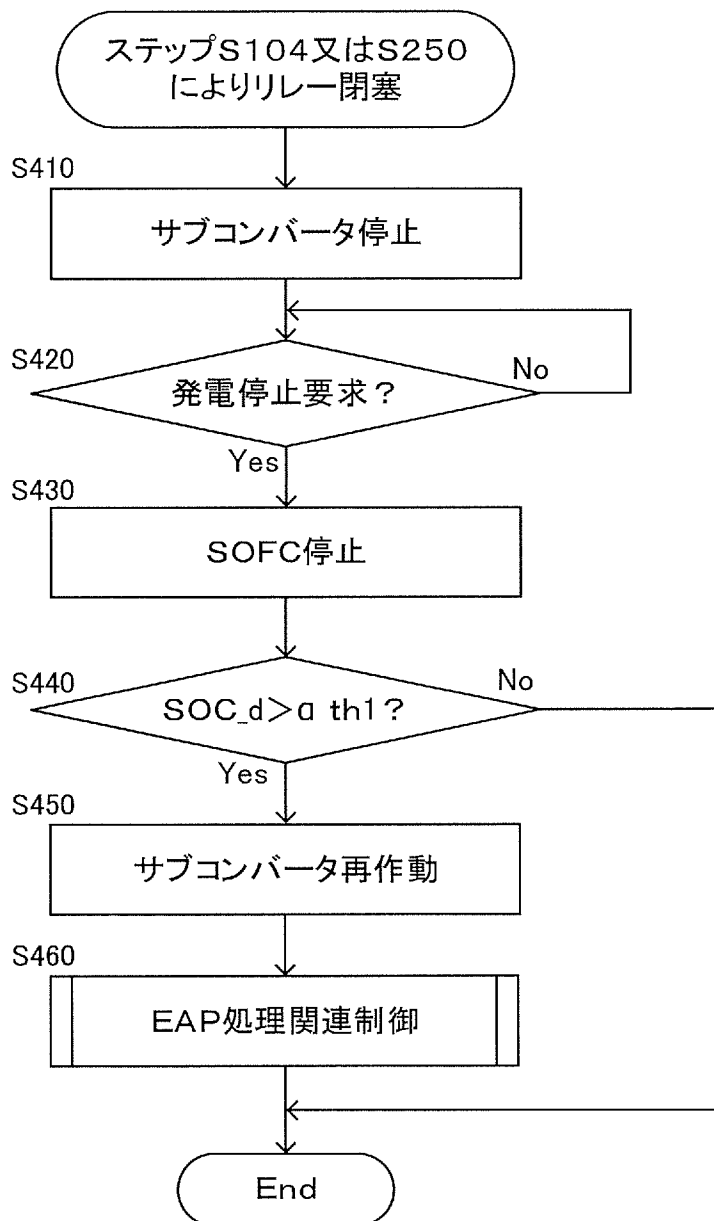 ステップS104又はS250
によりリレー閉塞
S410
サブコンバータ停止
S420
発電停止要求？
No
Yes
S430
SOFC停止
S440
SOC_d＞α th1？
No
Yes
S450
サブコンバータ再作動
S460
EAP処理関連制御
End